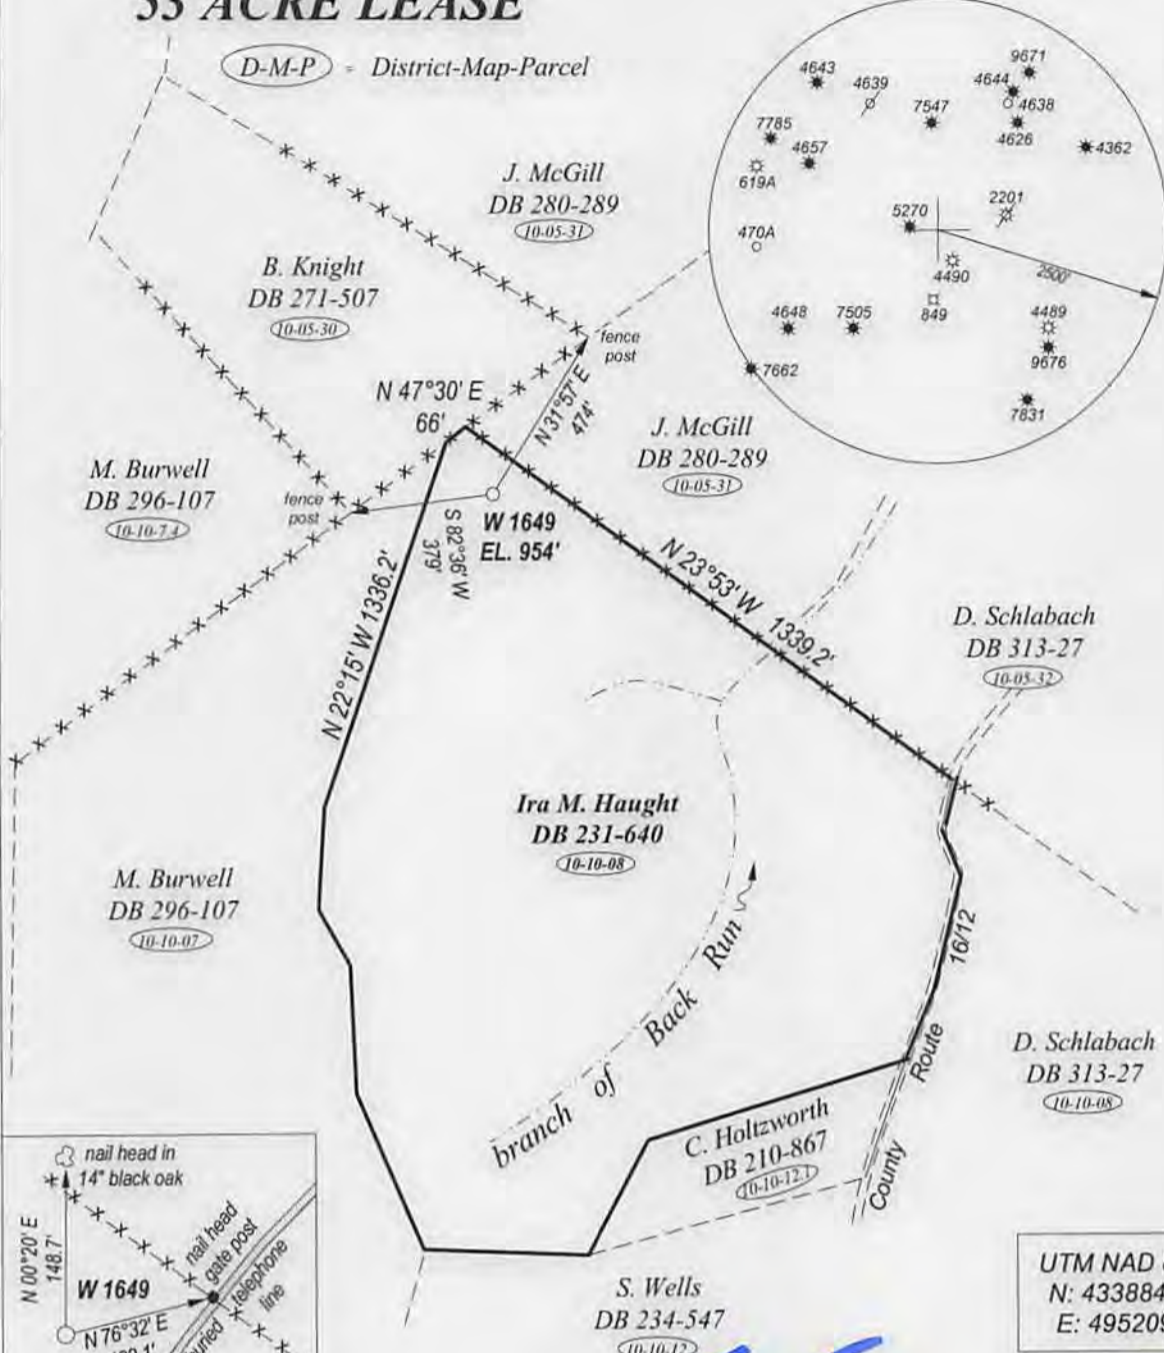 ACRE LEASE
D-M-P = District-Map-Parcel
J. McGill
DB 280-289
10-05-31
B. Knight
DB 271-507
10-05-30
4643
4639
9671
4644
4638
7547
4626
4362
7785
4657
619A
2201
5270
470A
4490
2500'
849
4648
7505
4489
9676
7662
7831
fence
post
N 47°30' E
66'
N 31°57' E
474'
J. McGill
DB 280-289
10-05-31
M. Burwell
DB 296-107
10-10-7.4
fence
post
W 1649
EL. 954'
S 82°36' W
379'
N 22°15' W 1336.2'
N 23°53' W 1339.2'
D. Schlabach
DB 313-27
10-05-32
Ira M. Haught
DB 231-640
10-10-08
M. Burwell
DB 296-107
10-10-07
branch of Back Run
County Route 16/12
D. Schlabach
DB 313-27
10-10-08
C. Holtzworth
DB 210-867
10-10-12.1
nail head in
14" black oak
N 00°20' E
148.7'
nail head
gate post
telephone
line
W 1649
N 76°32' E
S. Wells
DB 234-547
10-10-12
UTM NAD
N: 433884
E: 495209